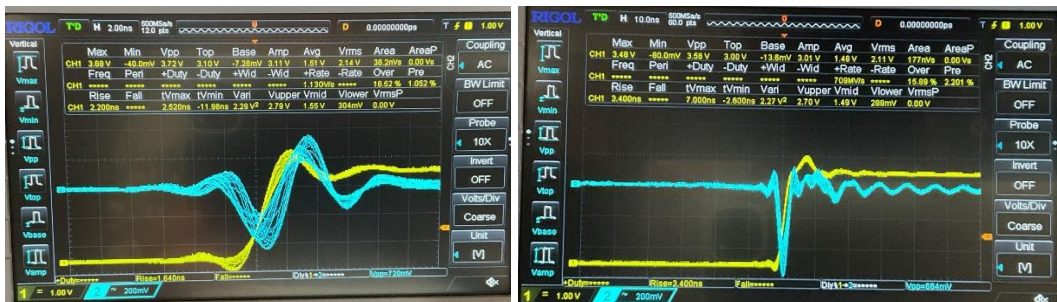 RIGOL T'D H 2.00ns 500MSa/s 12.0 pts D 0.00000000ps T 1.00 V
Vertical
Max Min Vpp Top Base Amp Avg Vrms Area AreaP
CH1 3.68 V -40.0mV 3.72 V 3.10 V -7.28mV 3.11 V 1.51 V 2.14 V 36.2nVs 0.00 Vs
Freq Peri +Duty -Duty +Wid -Wid +Rate -Rate Over Pre
CH1 ***** ***** ***** ***** ***** ***** 1.13GV/s ***** 18.62 % 1.052 %
Rise Fall tVmax tVmin Vari Vupper Vmid Vlower VrmsP
CH1 2.200ns ***** 2.520ns -11.98ns 2.29 V² 2.79 V 1.55 V 304mV 0.00 V
Vmax
Vmin
Vpp
Vtop
Vbase
Vamp
CH2
Coupling
AC
BW Limit
OFF
Probe
10X
Invert
OFF
Volts/Div
Coarse
Unit
[V]
+Duty=***** Rise=1.640ns Fall=***** Dly1→2=***** Vpp=720mV
1 = 1.00 V 2 ~ 200mV
RIGOL T'D H 10.0ns 500MSa/s 60.0 pts D 0.00000000ps T 1.00 V
Vertical
Max Min Vpp Top Base Amp Avg Vrms Area AreaP
CH1 3.48 V -80.0mV 3.56 V 3.00 V -13.6mV 3.01 V 1.48 V 2.11 V 177nVs 0.00 Vs
Freq Peri +Duty -Duty +Wid -Wid +Rate -Rate Over Pre
CH1 ***** ***** ***** ***** ***** ***** 709MV/s ***** 15.89 % 2.201 %
Rise Fall tVmax tVmin Vari Vupper Vmid Vlower VrmsP
CH1 3.400ns ***** 7.000ns -2.600ns 2.27 V² 2.70 V 1.49 V 288mV 0.00 V
Vmax
Vmin
Vpp
Vtop
Vbase
Vamp
CH2
Coupling
AC
BW Limit
OFF
Probe
10X
Invert
OFF
Volts/Div
Coarse
Unit
[V]
+Duty=***** Rise=3.400ns Fall=***** Dly1→2=***** Vpp=664mV
1 = 1.00 V 2 ~ 200mV